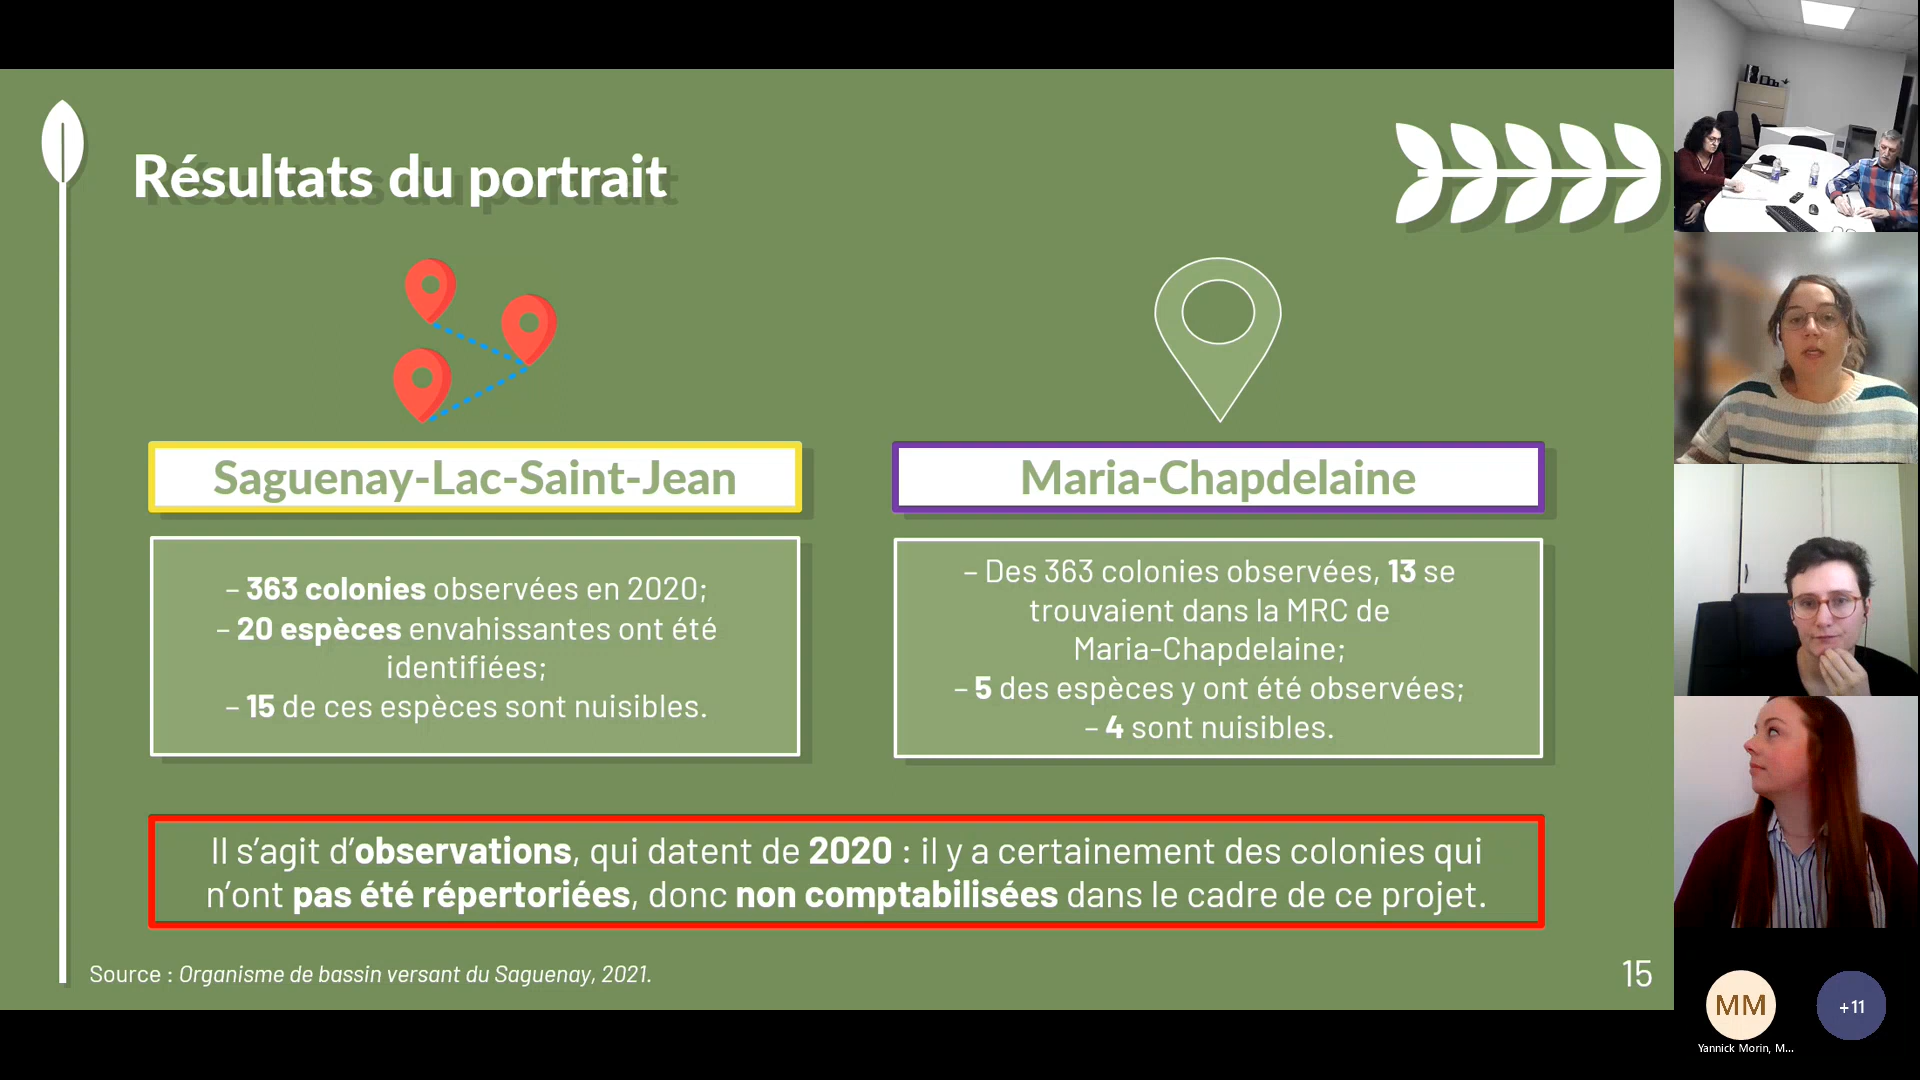 Résultats du portrait
Saguenay-Lac-Saint-Jean
– 363 colonies observées en 2020;
– 20 espèces envahissantes ont été
identifiées;
– 15 de ces espèces sont nuisibles.
Maria-Chapdelaine
– Des 363 colonies observées, 13 se
trouvaient dans la MRC de
Maria-Chapdelaine;
– 5 des espèces y ont été observées;
– 4 sont nuisibles.
Il s’agit d’observations, qui datent de 2020 : il y a certainement des colonies qui
n’ont pas été répertoriées, donc non comptabilisées dans le cadre de ce projet.
Source : Organisme de bassin versant du Saguenay, 2021.
15
MM
+11
Yannick Morin, M...